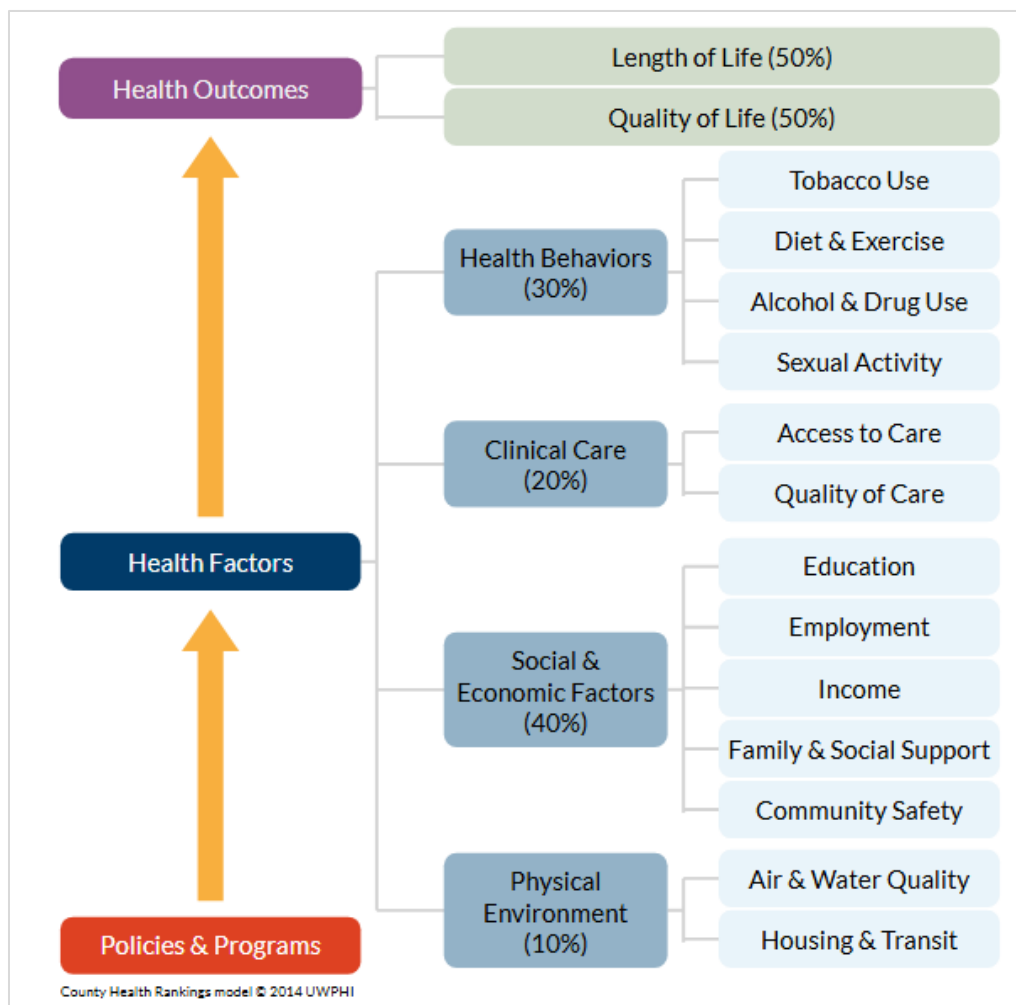 Health Outcomes
Length of Life (50%)
Quality of Life (50%)
Health Factors
Health Behaviors
(30%)
Tobacco Use
Diet & Exercise
Alcohol & Drug Use
Sexual Activity
Clinical Care
(20%)
Access to Care
Quality of Care
Social &
Economic Factors
(40%)
Education
Employment
Income
Family & Social Support
Community Safety
Physical
Environment
(10%)
Air & Water Quality
Housing & Transit
Policies & Programs
County Health Rankings model © 2014 UWPHI